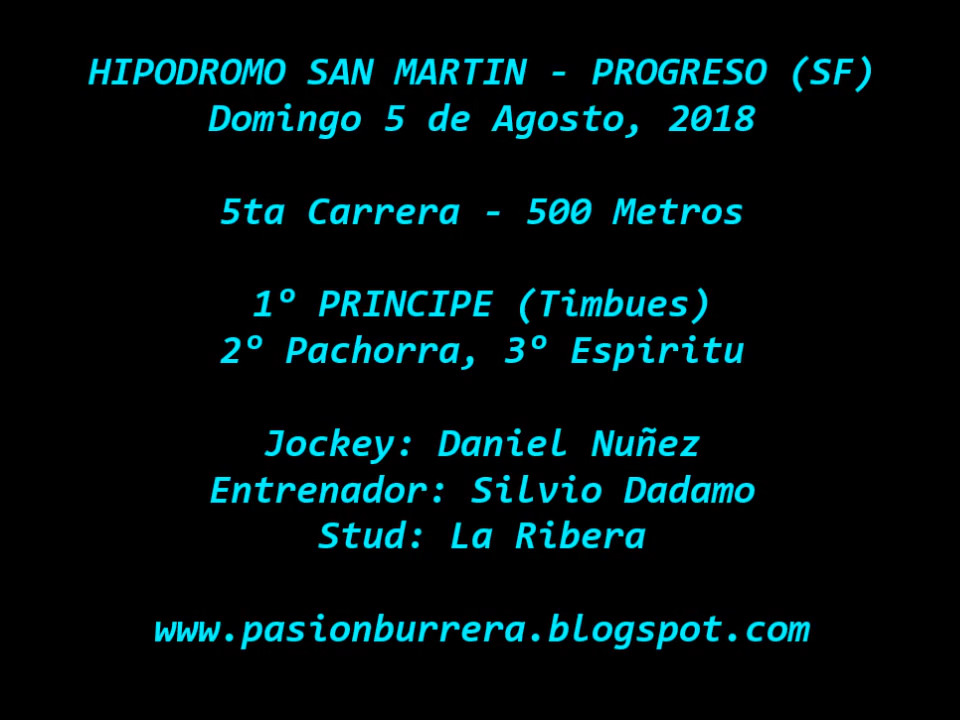 HIPODROMO SAN MARTIN - PROGRESO (SF)
Domingo 5 de Agosto, 2018
5ta Carrera - 500 Metros
1º PRINCIPE (Timbues)
2º Pachorra, 3º Espiritu
Jockey: Daniel Nuñez
Entrenador: Silvio Dadamo
Stud: La Ribera
www.pasionburrera.blogspot.com